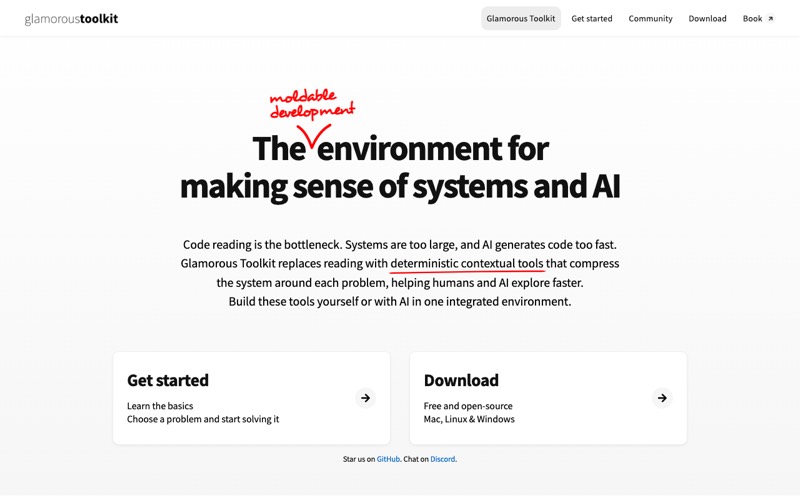 glamoroustoolkit
Glamorous Toolkit
Get started
Community
Download
Book
moldable
development
The environment for
making sense of systems and AI
Code reading is the bottleneck. Systems are too large, and AI generates code too fast.
Glamorous Toolkit replaces reading with deterministic contextual tools that compress
the system around each problem, helping humans and AI explore faster.
Build these tools yourself or with AI in one integrated environment.
Get started
Learn the basics
Choose a problem and start solving it
Download
Free and open-source
Mac, Linux & Windows
Star us on GitHub. Chat on Discord.